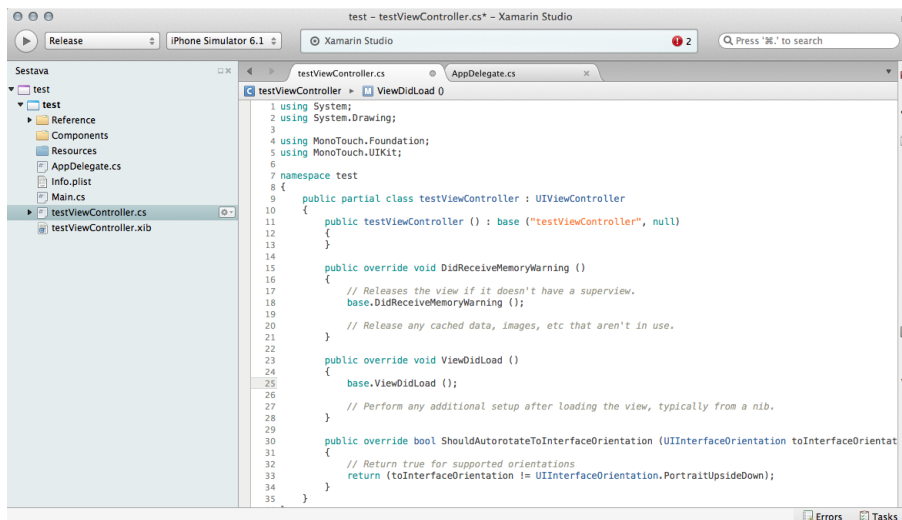 test – testViewController.cs* – Xamarin Studio
Release
iPhone Simulator 6.1
Xamarin Studio
2
Press '⌘.' to search
Sestava
test
test
Reference
Components
Resources
AppDelegate.cs
Info.plist
Main.cs
testViewController.cs
testViewController.xib
testViewController.cs
AppDelegate.cs
C testViewController ▸ M ViewDidLoad ()
1 using System;
2 using System.Drawing;
3
4 using MonoTouch.Foundation;
5 using MonoTouch.UIKit;
6
7 namespace test
8 {
9 public partial class testViewController : UIViewController
10 {
11 public testViewController () : base ("testViewController", null)
12 {
13 }
14
15 public override void DidReceiveMemoryWarning ()
16 {
17 // Releases the view if it doesn't have a superview.
18 base.DidReceiveMemoryWarning ();
19
20 // Release any cached data, images, etc that aren't in use.
21 }
22
23 public override void ViewDidLoad ()
24 {
25 base.ViewDidLoad ();
26
27 // Perform any additional setup after loading the view, typically from a nib.
28 }
29
30 public override bool ShouldAutorotateToInterfaceOrientation (UIInterfaceOrientation toInterfaceOrientat
31 {
32 // Return true for supported orientations
33 return (toInterfaceOrientation != UIInterfaceOrientation.PortraitUpsideDown);
34 }
35 }
Errors
Tasks